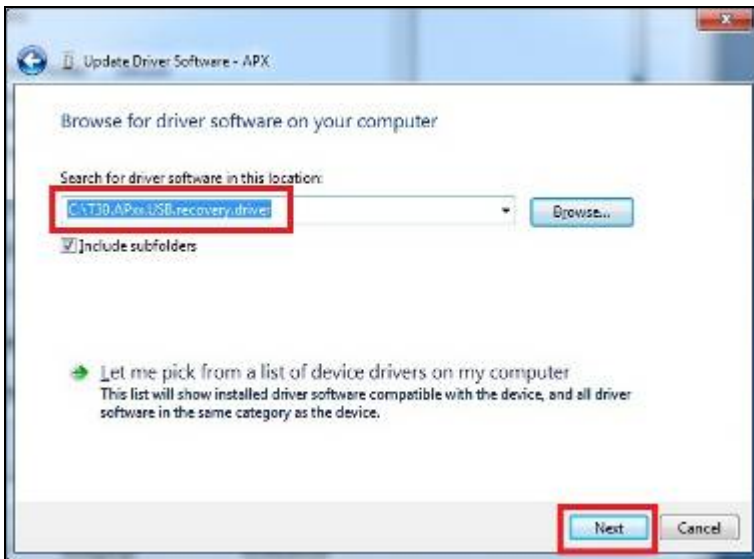 Update Driver Software - APX
Browse for driver software on your computer
Search for driver software in this location:
C:\T30.APxx.USB.recovery.driver
Browse...
Include subfolders
Let me pick from a list of device drivers on my computer
This list will show installed driver software compatible with the device, and all driver
software in the same category as the device.
Next
Cancel